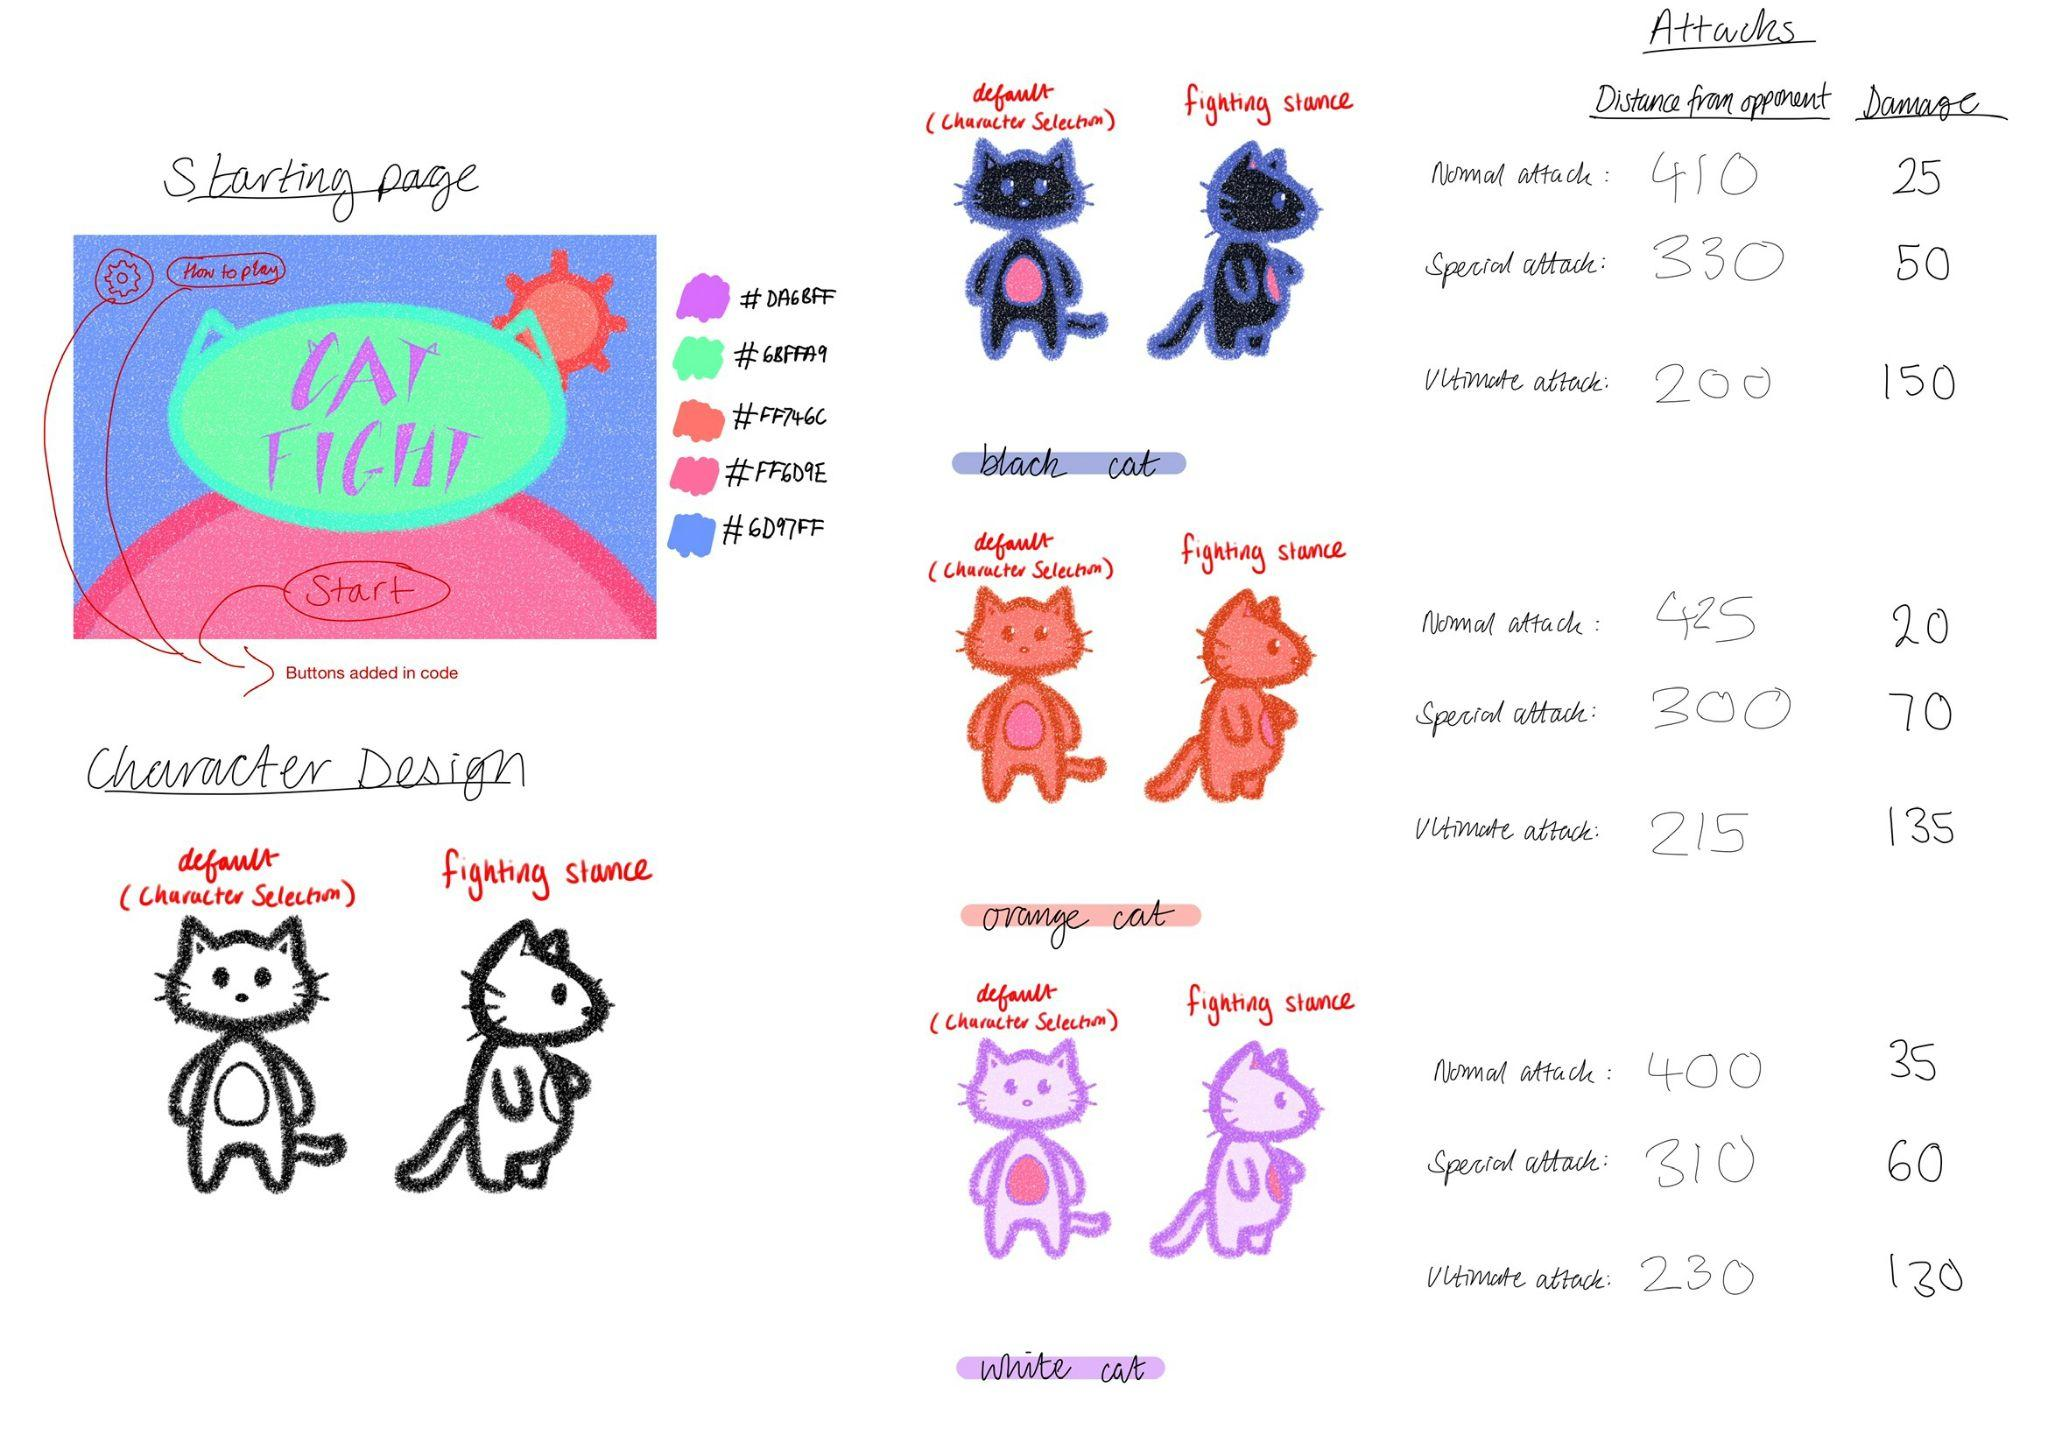 Starting page
How to play
CAT
FIGHT
Start
Buttons added in code
#DA6BFF
#6BFFA9
#FF746C
#FF6D9E
#6D97FF
Character Design
default
(Character Selection)
fighting stance
default
(Character Selection)
fighting stance
black cat
default
(Character Selection)
fighting stance
orange cat
default
(Character Selection)
fighting stance
white cat
Attacks
Distance from opponent Damage
Normal attack: 410 25
Special attack: 330 50
Ultimate attack: 200 150
Normal attack: 425 20
Special attack: 300 70
Ultimate attack: 215 135
Normal attack: 400 35
Special attack: 310 60
Ultimate attack: 230 130